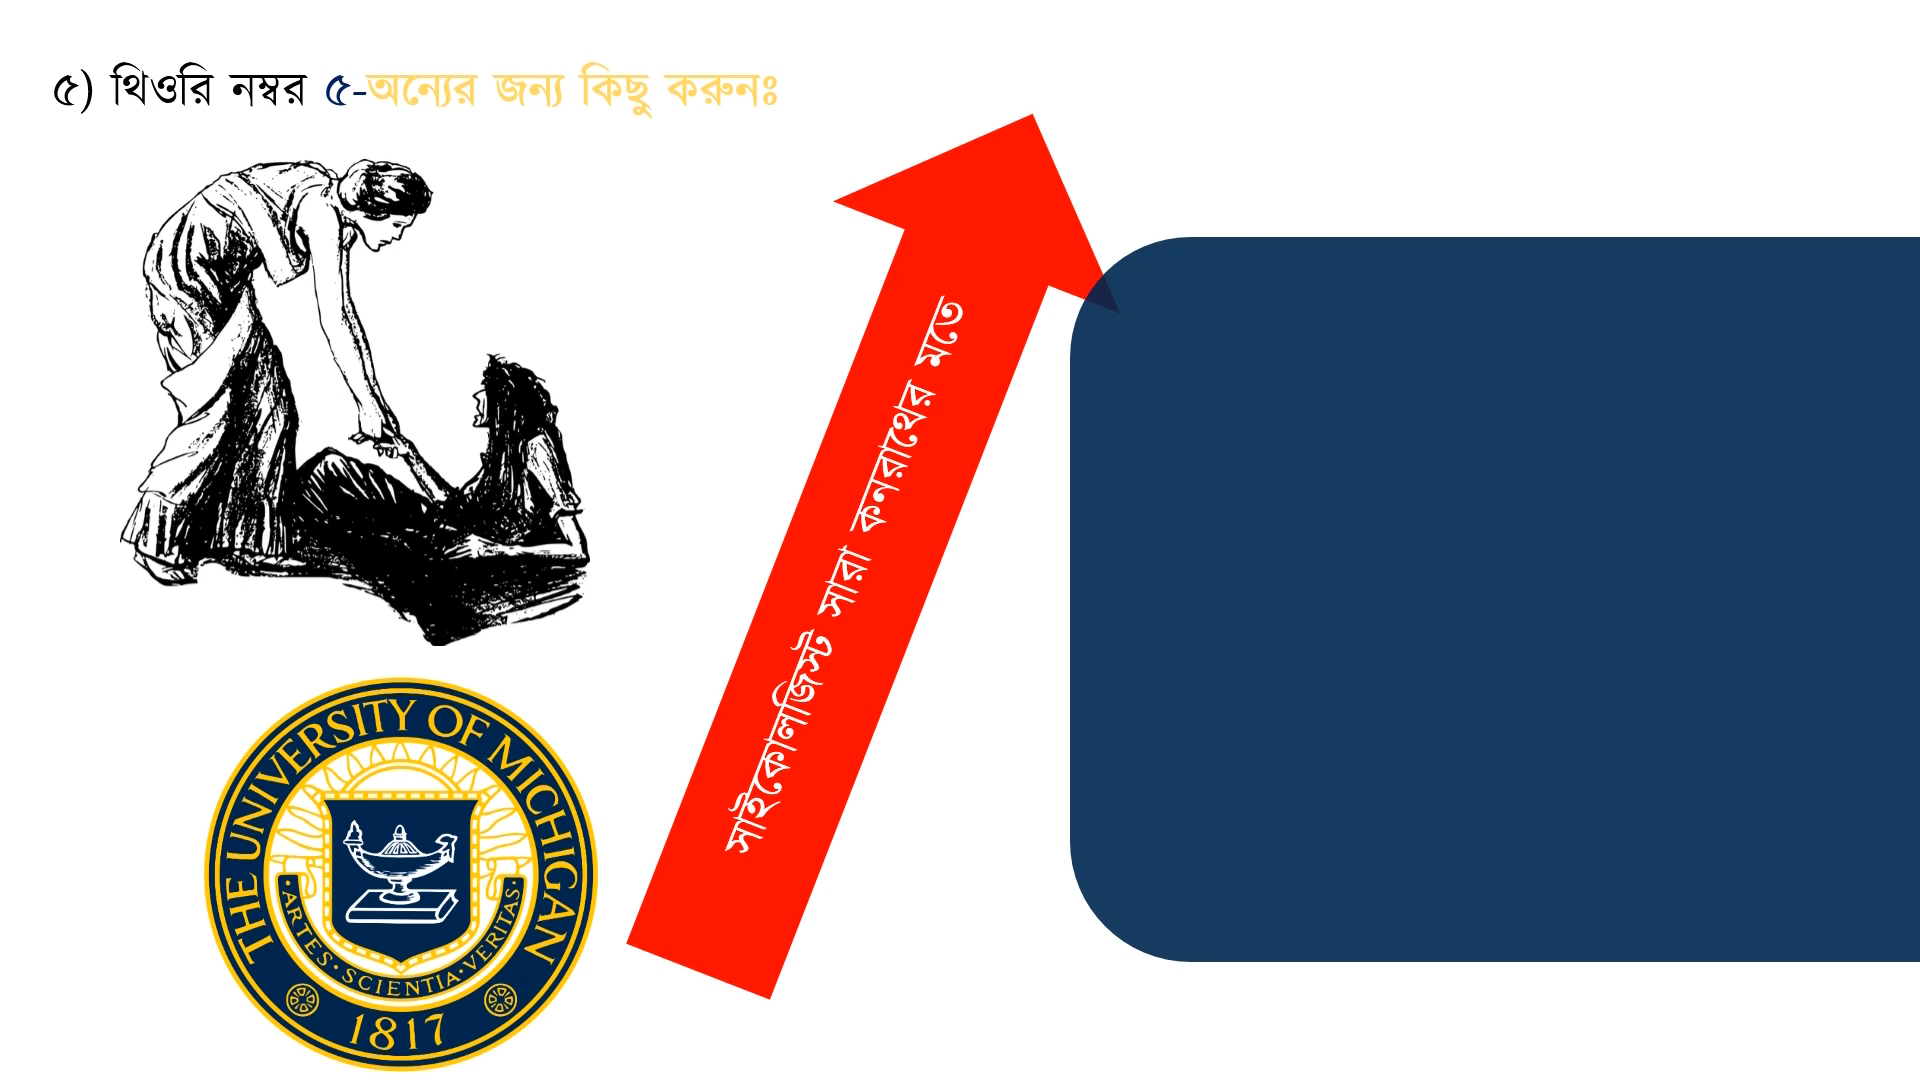 ৫) থিওরি নম্বর ৫-অন্যের জন্য কিছু করুনঃ
সাইকোলজিস্ট সারা কনরাথের মতে
THE UNIVERSITY OF MICHIGAN
ARTES · SCIENTIA · VERITAS
1817